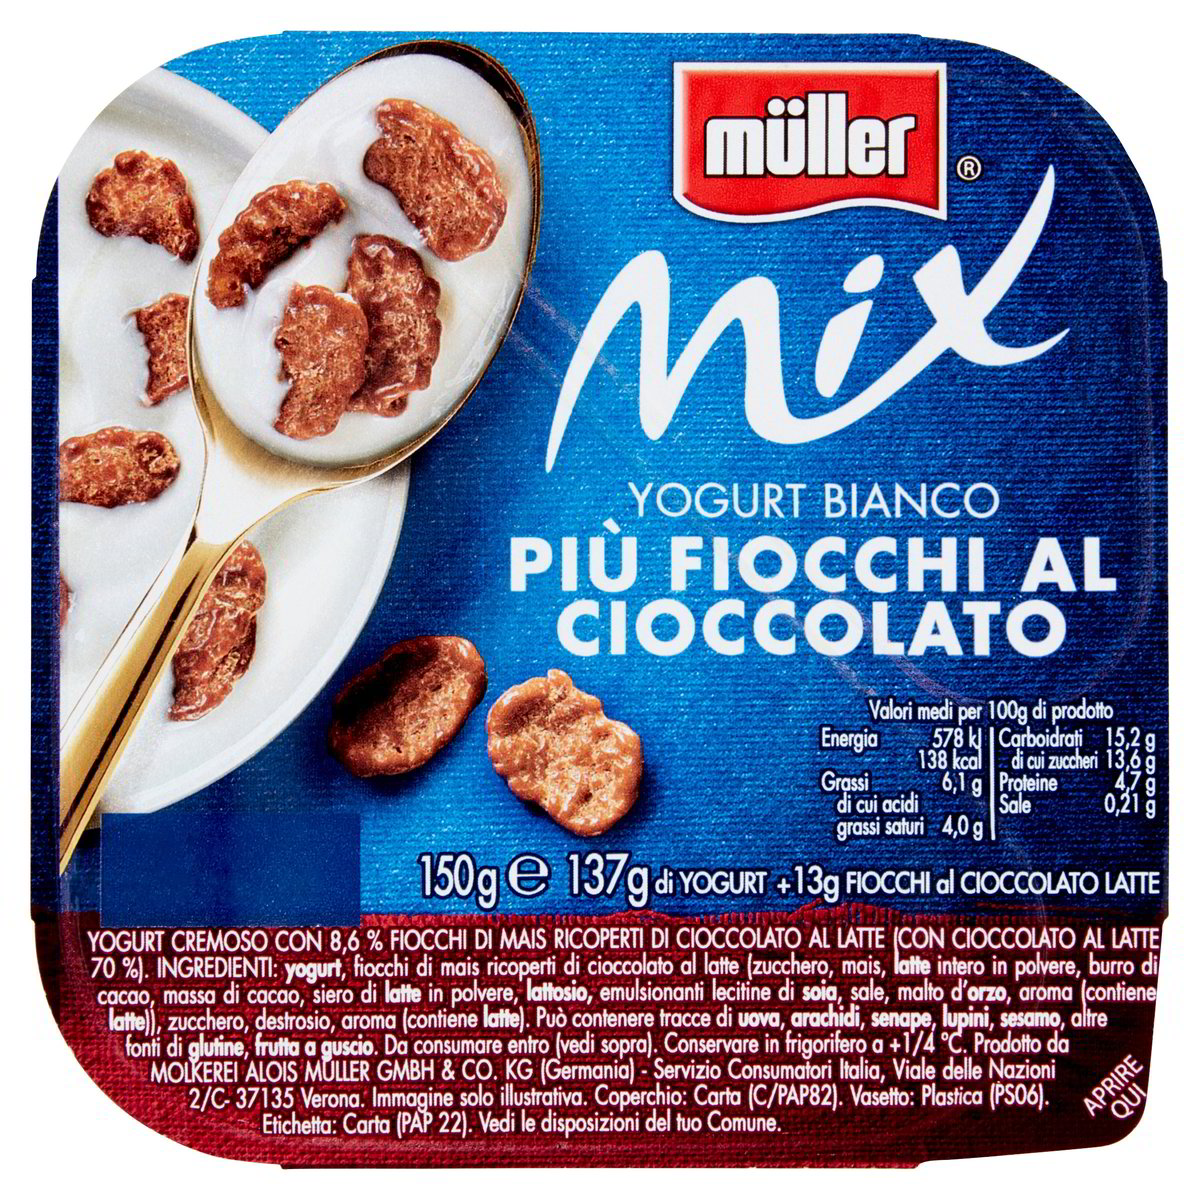 müller
®
Mix
YOGURT BIANCO
PIÙ FIOCCHI AL
CIOCCOLATO
Valori medi per 100g di prodotto
Energia 578 kJ
138 kcal
Grassi 6,1 g
di cui acidi
grassi saturi 4,0 g
Carboidrati 15,2 g
di cui zuccheri 13,6 g
Proteine 4,7 g
Sale 0,21 g
150g e 137g di YOGURT +13g FIOCCHI al CIOCCOLATO LATTE
YOGURT CREMOSO CON 8,6 % FIOCCHI DI MAIS RICOPERTI DI CIOCCOLATO AL LATTE (CON CIOCCOLATO AL LATTE
70 %). INGREDIENTI: yogurt, fiocchi di mais ricoperti di cioccolato al latte (zucchero, mais, latte intero in polvere, burro di
cacao, massa di cacao, siero di latte in polvere, lattosio, emulsionanti lecitine di soia, sale, malto d'orzo, aroma (contiene
latte)), zucchero, destrosio, aroma (contiene latte). Può contenere tracce di uova, arachidi, senape, lupini, sesamo, altre
fonti di glutine, frutta a guscio. Da consumare entro (vedi sopra). Conservare in frigorifero a +1/4 °C. Prodotto da
MOLKEREI ALOIS MÜLLER GMBH & CO. KG (Germania) - Servizio Consumatori Italia, Viale delle Nazioni
2/C- 37135 Verona. Immagine solo illustrativa. Coperchio: Carta (C/PAP82). Vasetto: Plastica (PS06).
Etichetta: Carta (PAP 22). Vedi le disposizioni del tuo Comune.
APRIRE
QUI